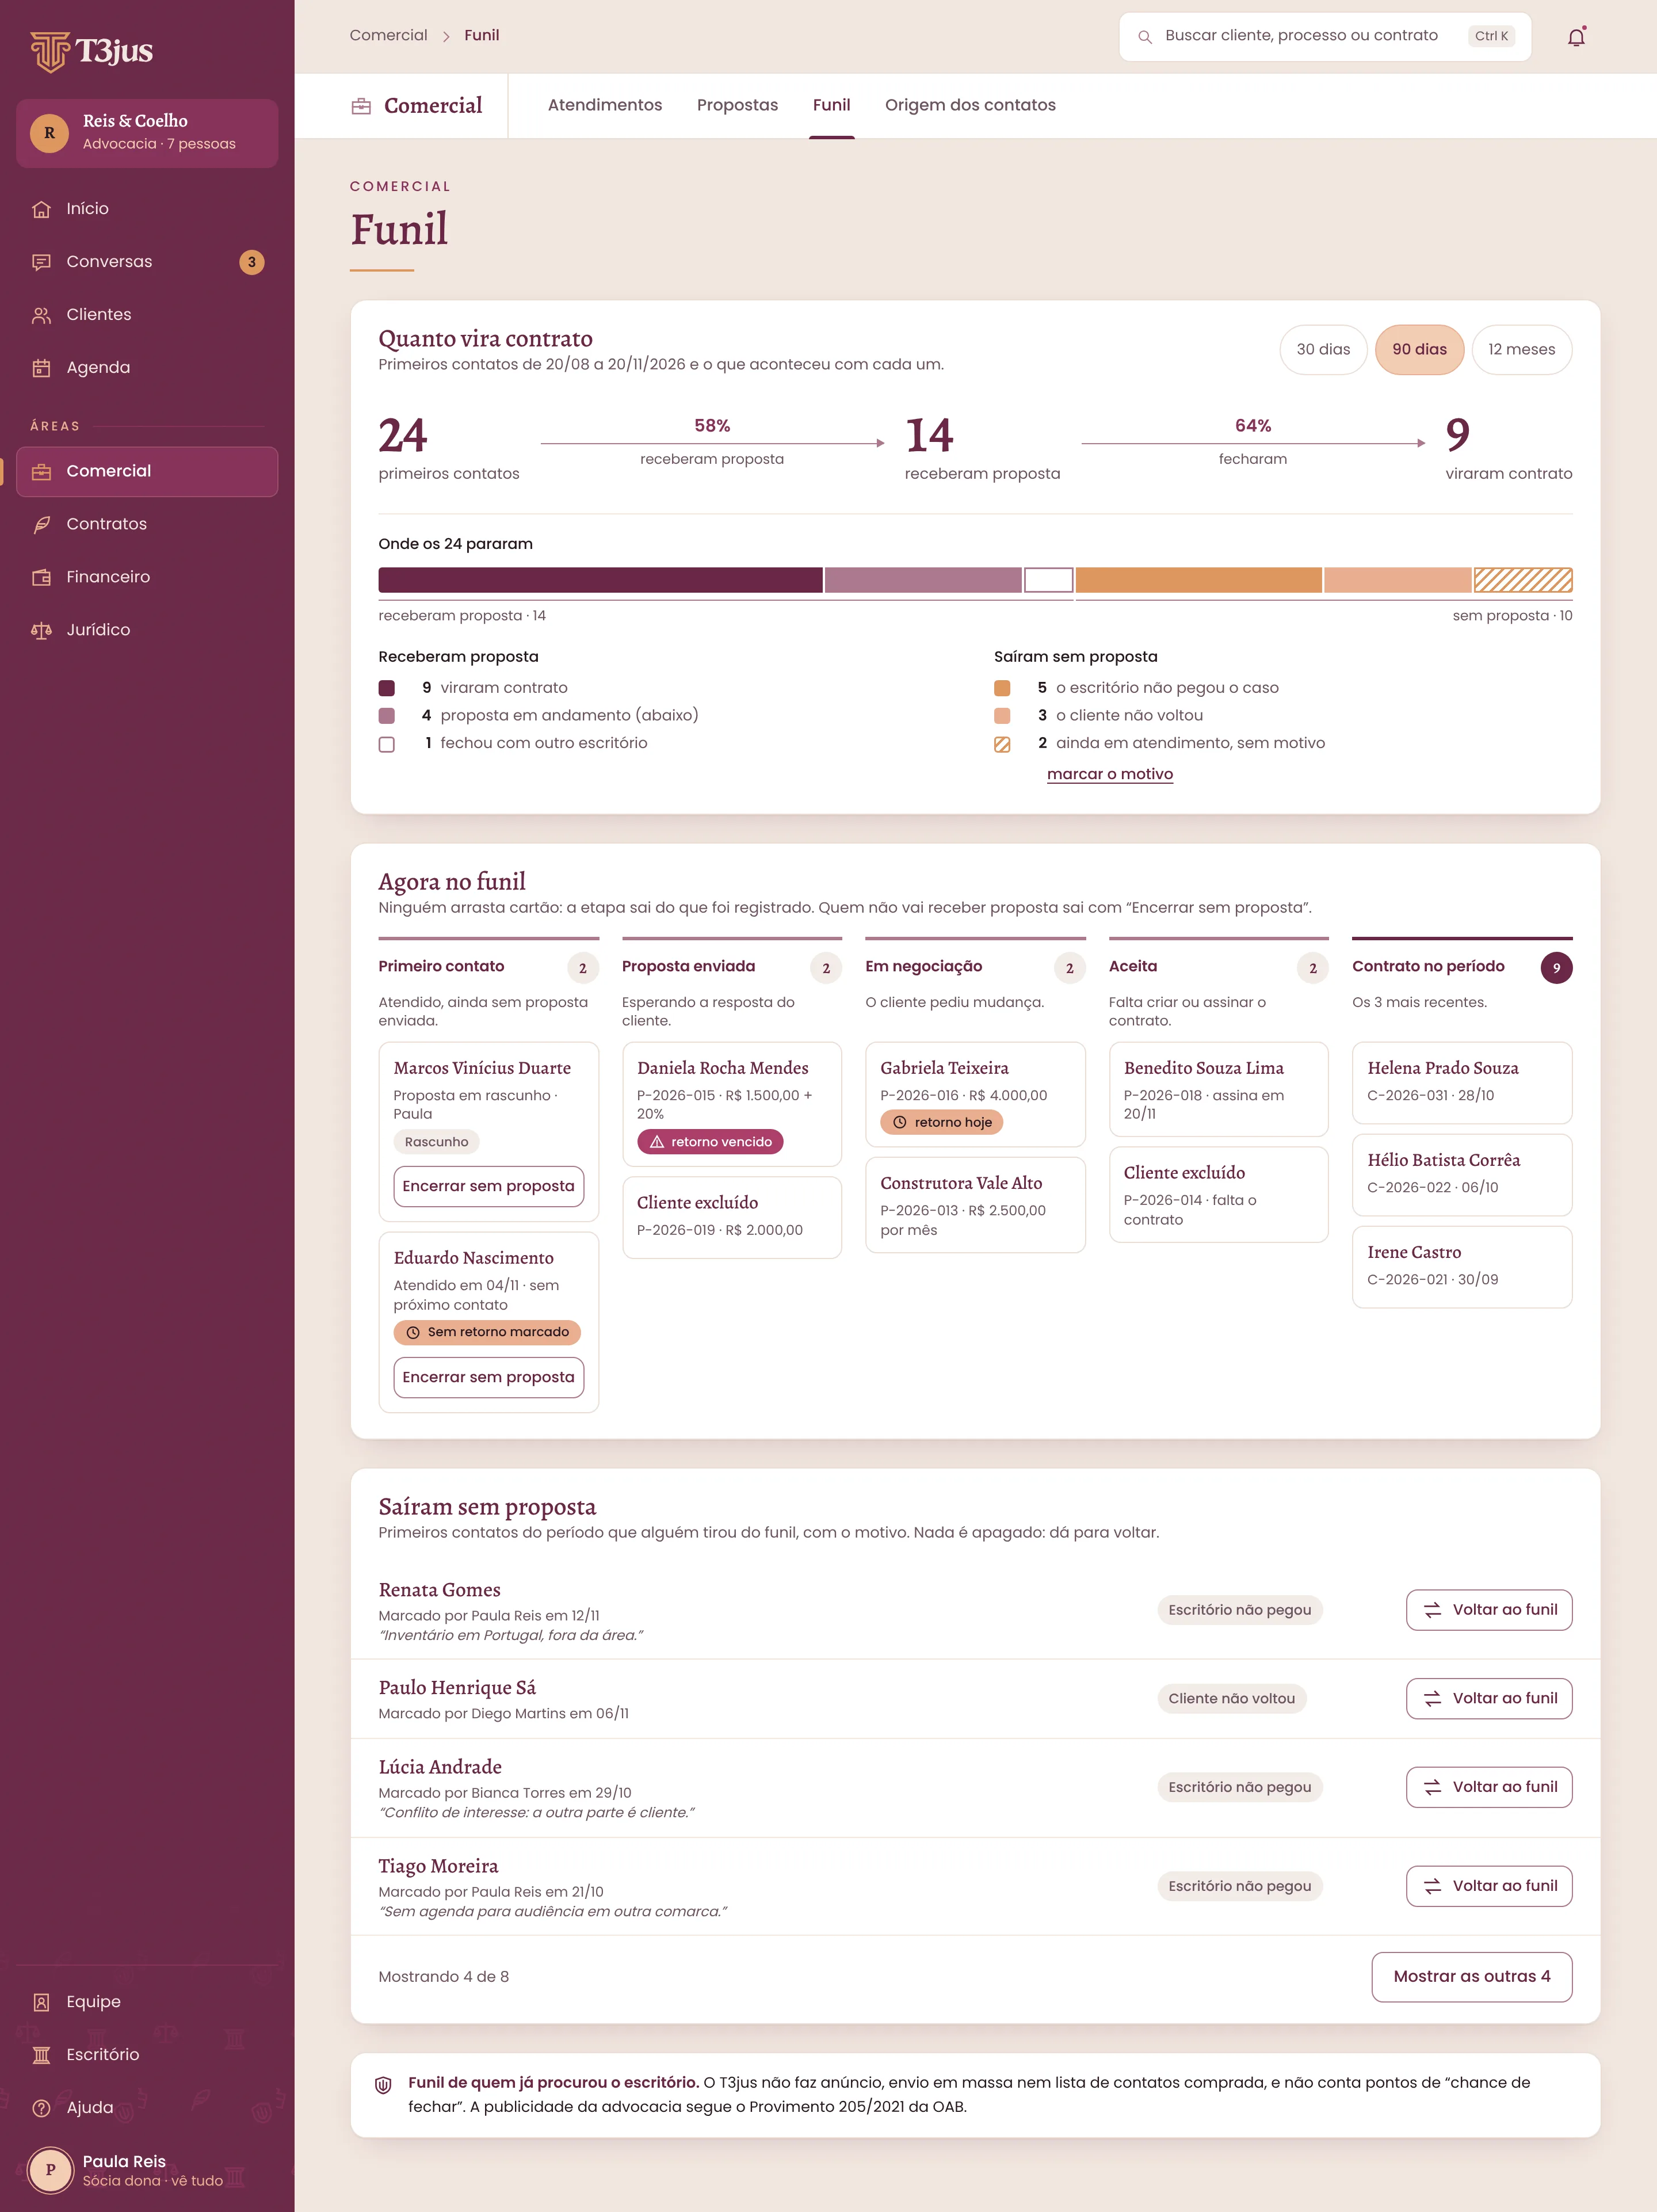 T3jus
R
Reis & Coelho
Advocacia · 7 pessoas
Início
Conversas
3
Clientes
Agenda
ÁREAS
Comercial
Contratos
Financeiro
Jurídico
Equipe
Escritório
Ajuda
P
Paula Reis
Sócia dona · vê tudo
Comercial > Funil
Buscar cliente, processo ou contrato
Ctrl K
Comercial
Atendimentos
Propostas
Funil
Origem dos contatos
COMERCIAL
Funil
Quanto vira contrato
Primeiros contatos de 20/08 a 20/11/2026 e o que aconteceu com cada um.
30 dias
90 dias
12 meses
24
primeiros contatos
58%
receberam proposta
14
receberam proposta
64%
fecharam
9
viraram contrato
Onde os 24 pararam
receberam proposta · 14
sem proposta · 10
Receberam proposta
9 viraram contrato
4 proposta em andamento (abaixo)
1 fechou com outro escritório
Saíram sem proposta
5 o escritório não pegou o caso
3 o cliente não voltou
2 ainda em atendimento, sem motivo
marcar o motivo
Agora no funil
Ninguém arrasta cartão: a etapa sai do que foi registrado. Quem não vai receber proposta sai com “Encerrar sem proposta”.
Primeiro contato
2
Atendido, ainda sem proposta
enviada.
Marcos Vinícius Duarte
Proposta em rascunho ·
Paula
Rascunho
Encerrar sem proposta
Eduardo Nascimento
Atendido em 04/11 · sem
próximo contato
Sem retorno marcado
Encerrar sem proposta
Proposta enviada
2
Esperando a resposta do
cliente.
Daniela Rocha Mendes
P-2026-015 · R$ 1.500,00 +
20%
retorno vencido
Cliente excluído
P-2026-019 · R$ 2.000,00
Em negociação
2
O cliente pediu mudança.
Gabriela Teixeira
P-2026-016 · R$ 4.000,00
retorno hoje
Construtora Vale Alto
P-2026-013 · R$ 2.500,00
por mês
Aceita
2
Falta criar ou assinar o
contrato.
Benedito Souza Lima
P-2026-018 · assina em
20/11
Cliente excluído
P-2026-014 · falta o
contrato
Contrato no período
9
Os 3 mais recentes.
Helena Prado Souza
C-2026-031 · 28/10
Hélio Batista Corrêa
C-2026-022 · 06/10
Irene Castro
C-2026-021 · 30/09
Saíram sem proposta
Primeiros contatos do período que alguém tirou do funil, com o motivo. Nada é apagado: dá para voltar.
Renata Gomes
Marcado por Paula Reis em 12/11
“Inventário em Portugal, fora da área.”
Escritório não pegou
Voltar ao funil
Paulo Henrique Sá
Marcado por Diego Martins em 06/11
Cliente não voltou
Voltar ao funil
Lúcia Andrade
Marcado por Bianca Torres em 29/10
“Conflito de interesse: a outra parte é cliente.”
Escritório não pegou
Voltar ao funil
Tiago Moreira
Marcado por Paula Reis em 21/10
“Sem agenda para audiência em outra comarca.”
Escritório não pegou
Voltar ao funil
Mostrando 4 de 8
Mostrar as outras 4
Funil de quem já procurou o escritório. O T3jus não faz anúncio, envio em massa nem lista de contatos comprada, e não conta pontos de “chance de
fechar”. A publicidade da advocacia segue o Provimento 205/2021 da OAB.